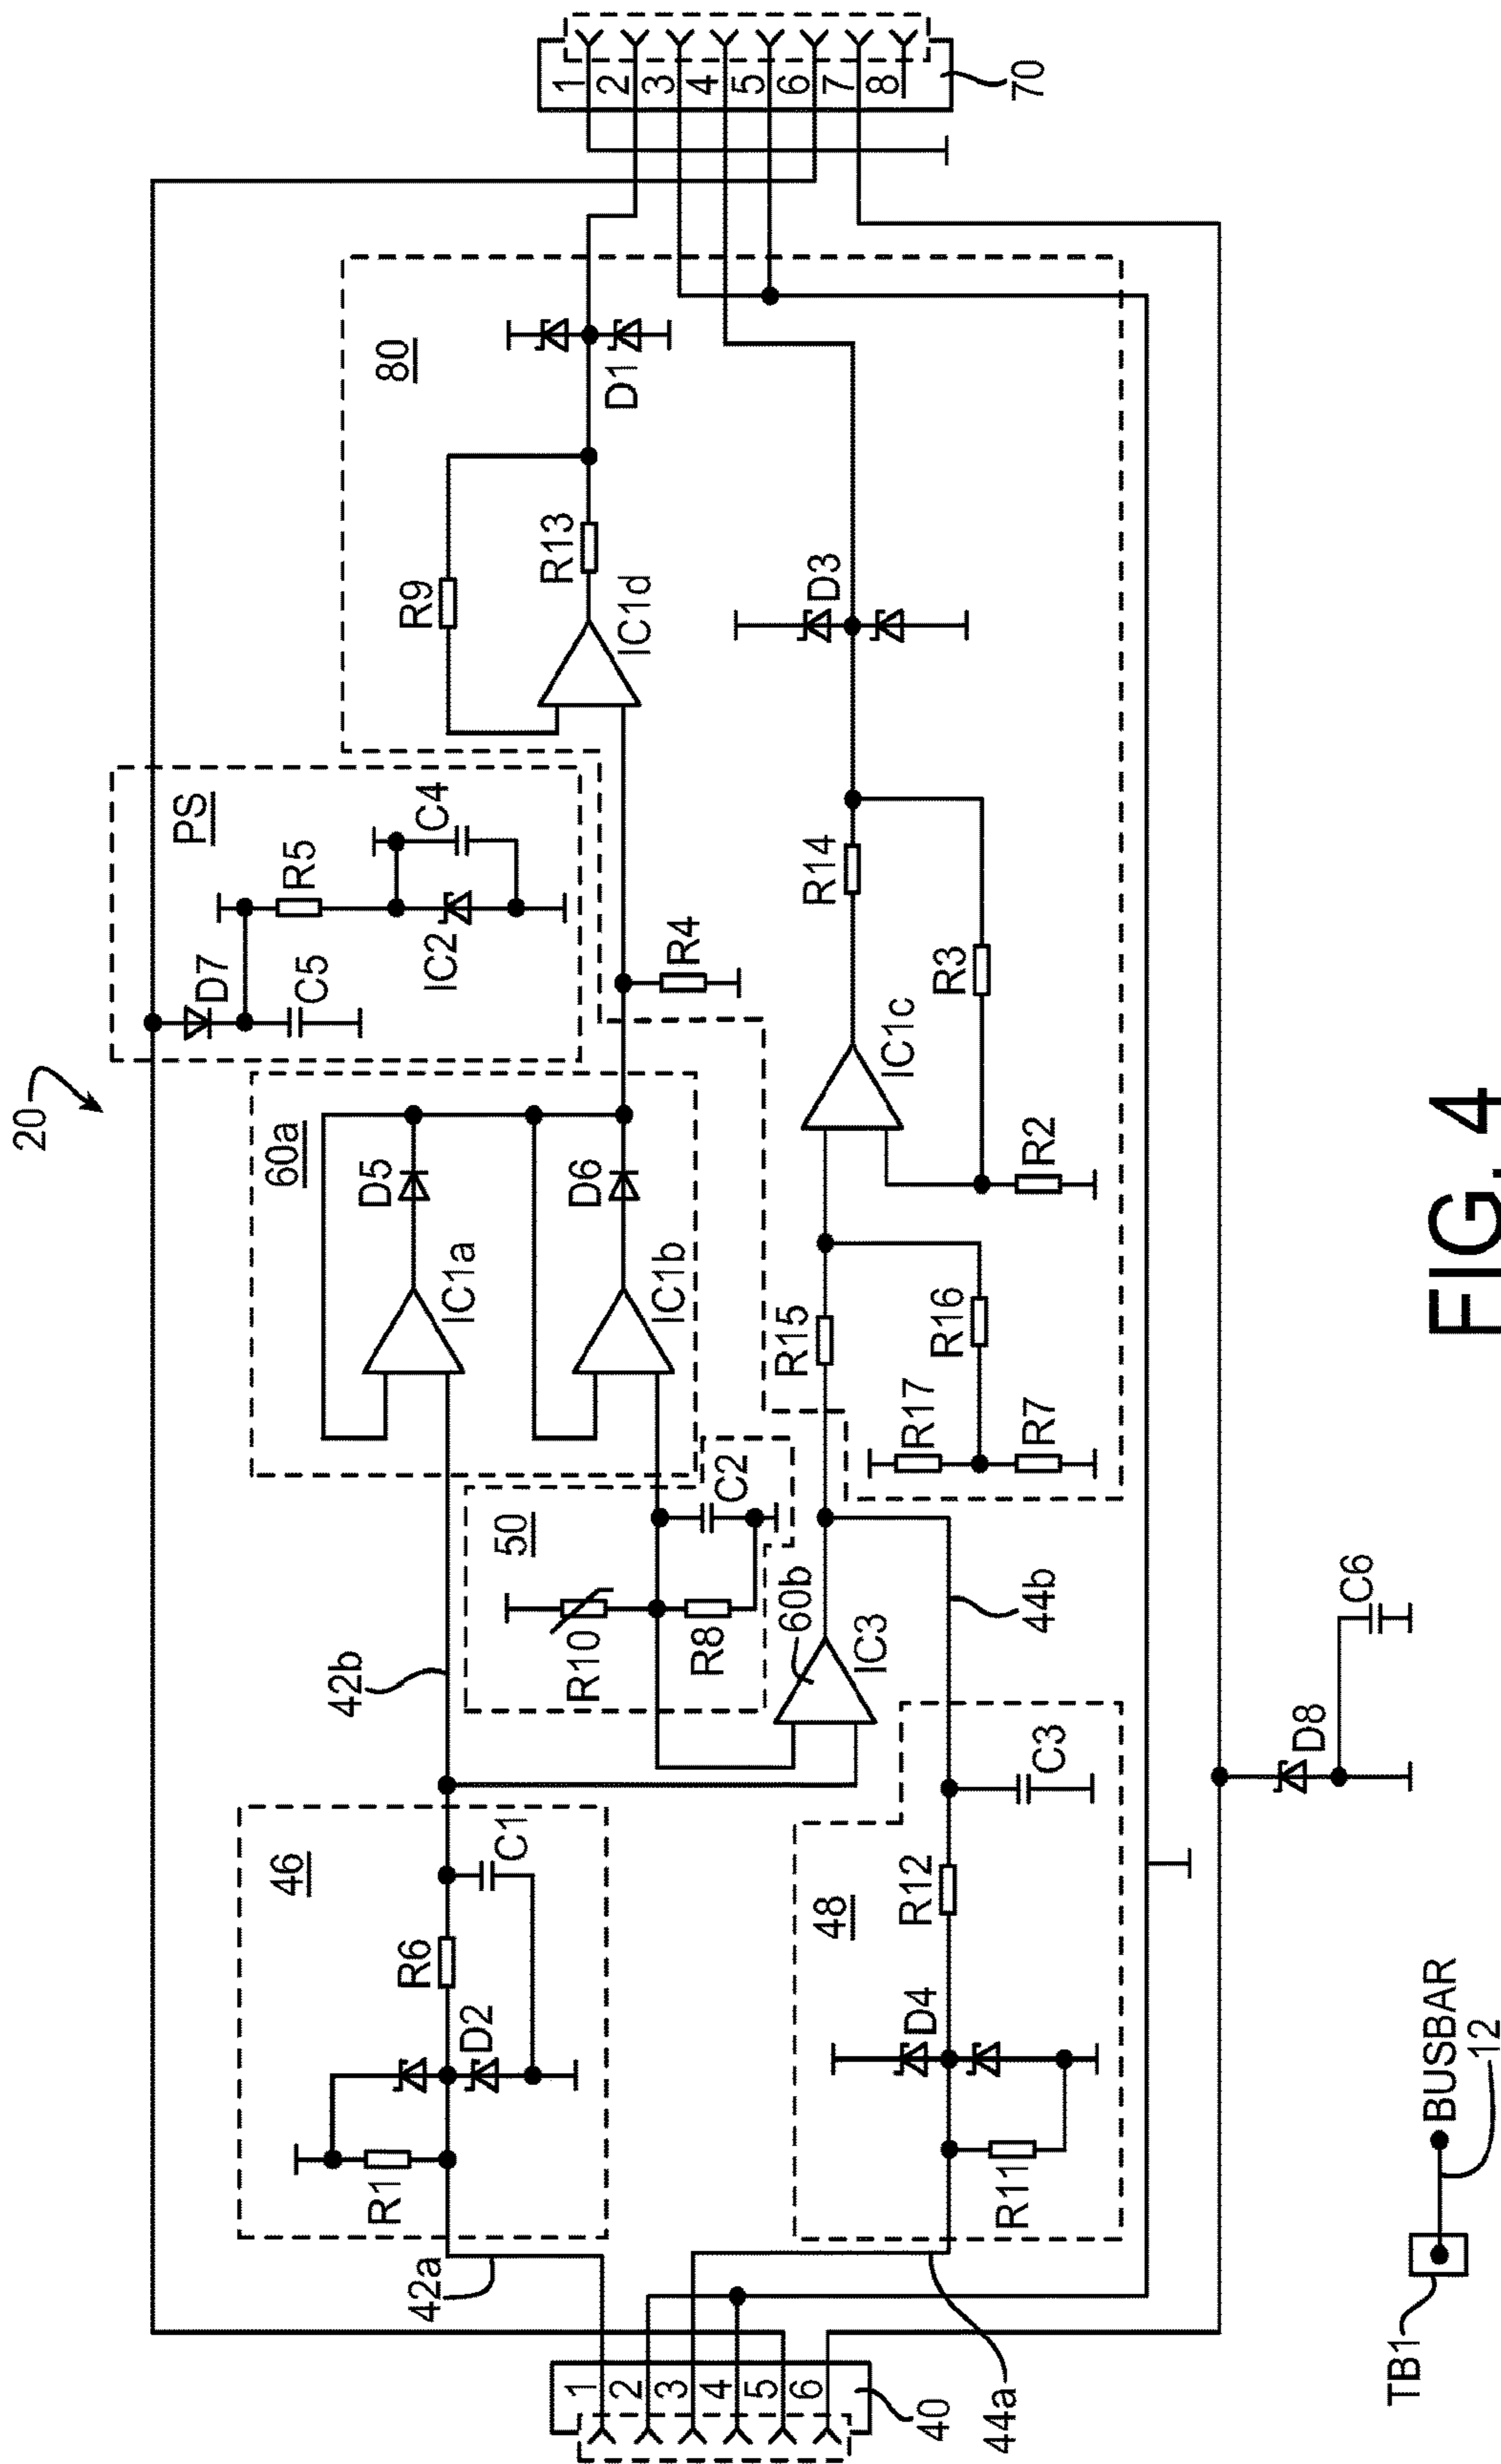 20
PS
D7
C5
R5
IC2
C4
60a
D5
IC1a
D6
IC1b
80
R9
R13
IC1d
D1
R4
46
R1
D2
R6
C1
42a
42b
50
R10
R8
C2
60b
IC3
R15
R16
R17
R7
IC1c
R2
R3
R14
D3
48
R11
D4
R12
C3
44a
44b
1
2
3
4
5
6
40
1
2
3
4
5
6
7
8
70
D8
C6
TB1
BUSBAR
12
FIG. 4